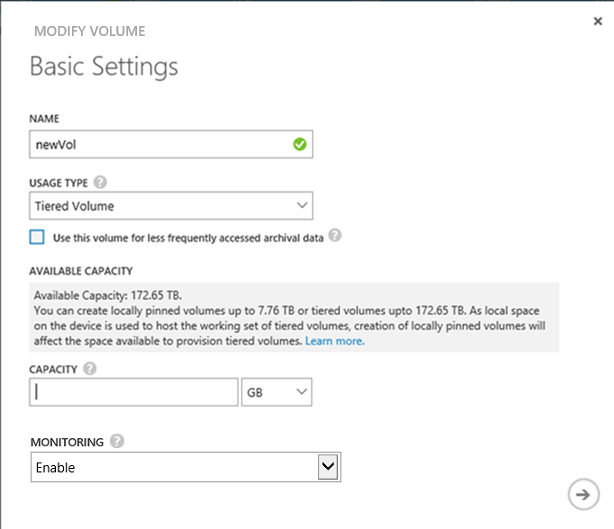 MODIFY VOLUME
Basic Settings
NAME
newVol
USAGE TYPE
Tiered Volume
Use this volume for less frequently accessed archival data
AVAILABLE CAPACITY
Available Capacity: 172.65 TB.
You can create locally pinned volumes up to 7.76 TB or tiered volumes upto 172.65 TB. As local space
on the device is used to host the working set of tiered volumes, creation of locally pinned volumes will
affect the space available to provision tiered volumes. Learn more.
CAPACITY
GB
MONITORING
Enable